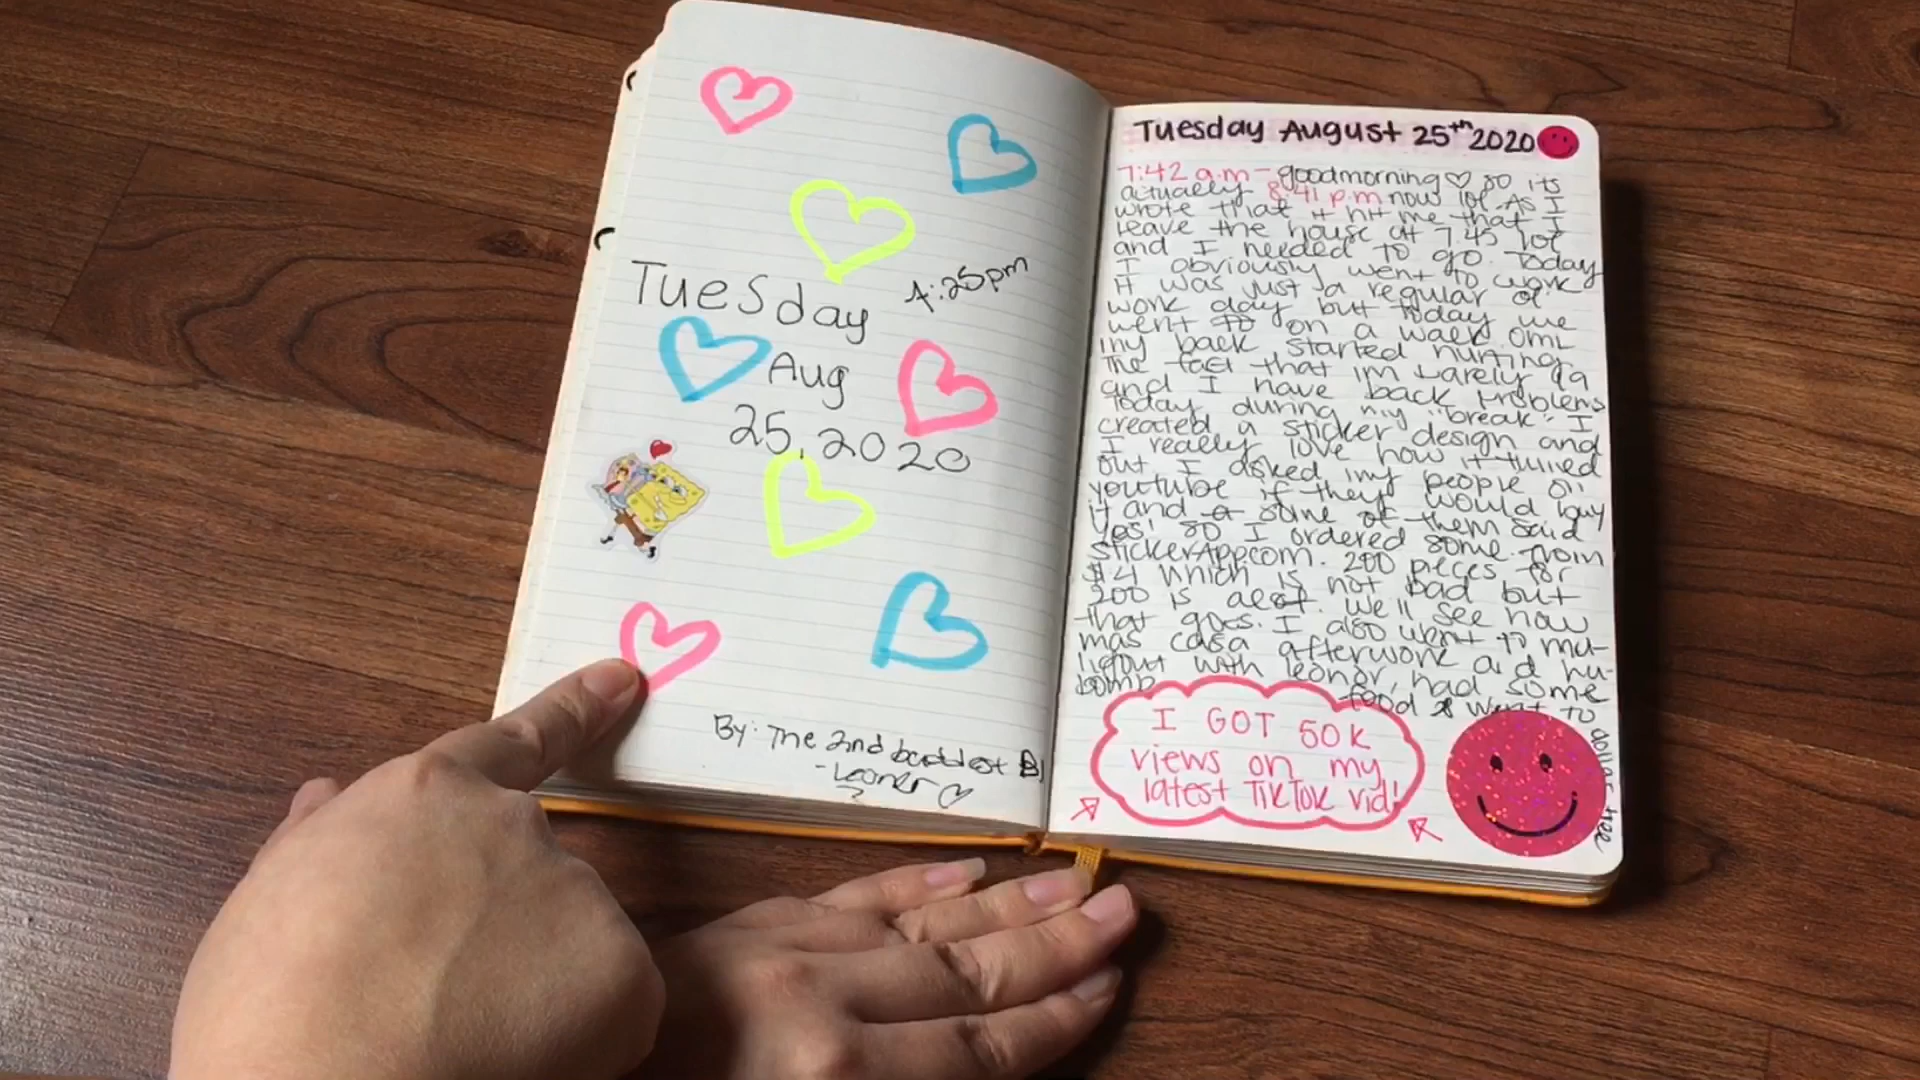 Tuesday
4:25pm
Aug
25, 2020
By: The 2nd baddest B
-Leonor
Tuesday August 25th 2020
7:42 a.m - goodmorning ♡ so its
actually 8:41 p.m now lol. As I
wrote that it hit me that I
leave the house at 7:45 lol
and I needed to go. Today
I obviously went to work
it was just a regular ol
work day but today we
went to on a walk OML
my back started hurting
The fact that im barely 19
and I have back problems
Today during my "break" I
created a sticker design and
I really love how it turned
out I asked my people on
youtube if they would buy
it and a some of them said
yes! so I ordered some from
StickerApp.com. 200 pieces for
which is not bad but
200 is alot. we'll see how
that goes. I also went to mu
mas casa afterwork and
with leonor, had some
food & went to
dollar tree
I GOT 50K
views on my
latest TikTok vid!